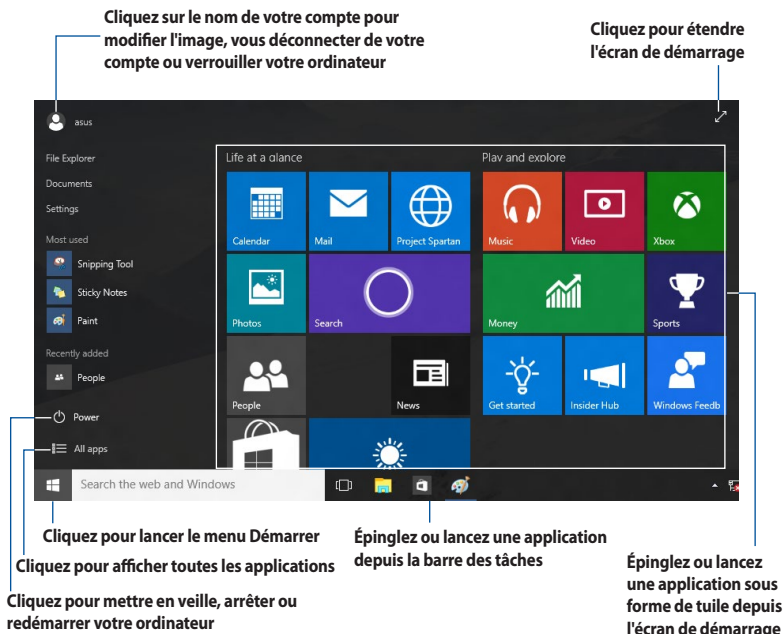 Cliquez sur le nom de votre compte pour
modifier l'image, vous déconnecter de votre
compte ou verrouiller votre ordinateur
Cliquez pour étendre
l'écran de démarrage
asus
File Explorer
Documents
Settings
Most used
Snipping Tool
Sticky Notes
Paint
Recently added
People
Power
All apps
Life at a glance
Calendar
Mail
Project Spartan
Photos
Search
People
News
Play and explore
Music
Video
Xbox
Money
Sports
Get started
Insider Hub
Windows Feedb
Search the web and Windows
Cliquez pour lancer le menu Démarrer
Cliquez pour afficher toutes les applications
Cliquez pour mettre en veille, arrêter ou
redémarrer votre ordinateur
Épinglez ou lancez une application
depuis la barre des tâches
Épinglez ou lancez
une application sous
forme de tuile depuis
l'écran de démarrage